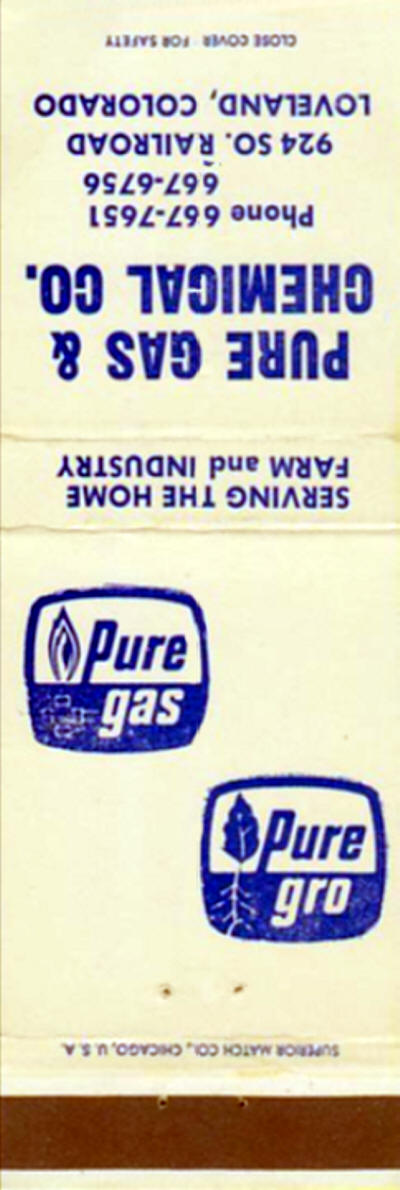 SERVING THE HOME
FARM and INDUSTRY
PURE GAS &
CHEMICAL CO.
Phone 667-7651
667-6756
924 SO. RAILROAD
LOVELAND, COLORADO
CLOSE COVER FOR SAFETY
Pure
gas
Pure
gro
SUPERIOR MATCH CO., CHICAGO, U. S. A.